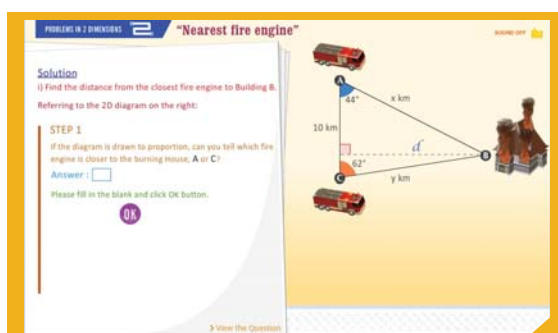 PROBLEMS IN 2 DIMENSIONS 2 "Nearest fire engine"
SOUND OFF
Solution
i) Find the distance from the closest fire engine to Building B.
Referring to the 2D diagram on the right:
STEP 1
If the diagram is drawn to proportion, can you tell which fire
engine is closer to the burning house, A or C?
Answer :
Please fill in the blank and click OK button.
OK
> View the Question
A
44°
x km
10 km
d
B
62°
C
y km